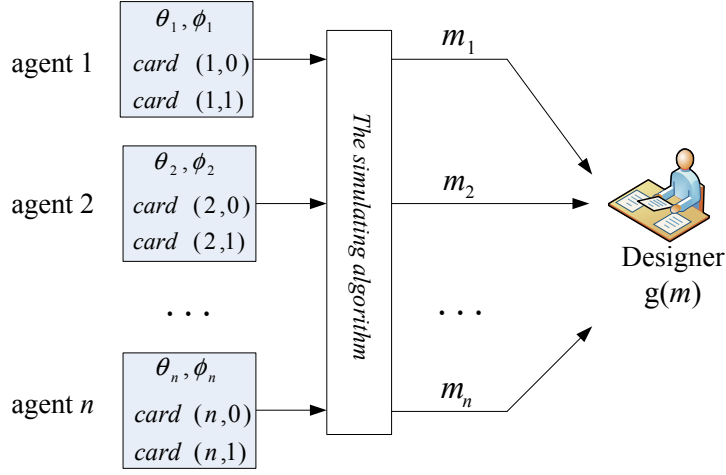 agent 1
θ₁, ϕ₁
card (1,0)
card (1,1)
agent 2
θ₂, ϕ₂
card (2,0)
card (2,1)
. . .
agent n
θₙ, ϕₙ
card (n,0)
card (n,1)
The simulating algorithm
m₁
m₂
. . .
mₙ
Designer
g(m)